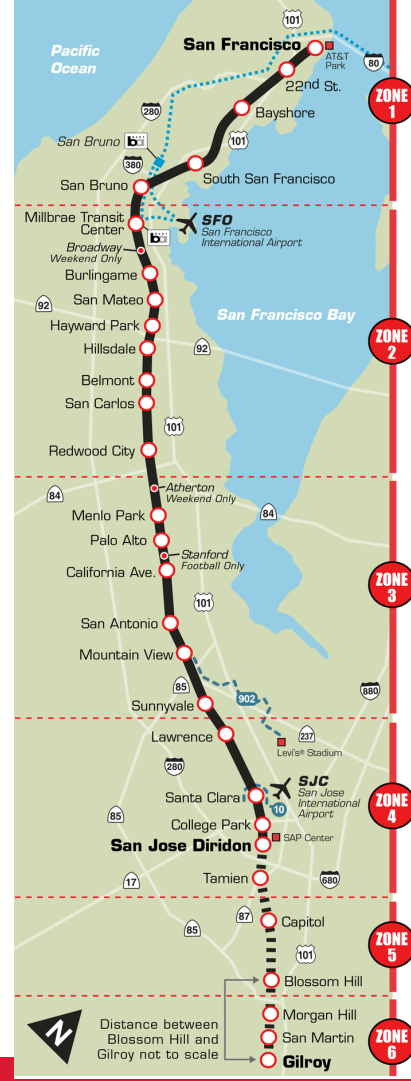 101
Pacific
Ocean
San Francisco
AT&T
Park
80
22nd St.
ZONE
1
280
Bayshore
101
San Bruno
ba
380
South San Francisco
San Bruno
Millbrae Transit
Center
ba
SFO
San Francisco
International Airport
Broadway
Weekend Only
Burlingame
San Mateo
92
San Francisco Bay
Hayward Park
ZONE
2
Hillsdale
92
Belmont
San Carlos
101
Redwood City
Atherton
Weekend Only
84
Menlo Park
84
Palo Alto
Stanford
Football Only
California Ave.
ZONE
3
101
San Antonio
Mountain View
85
880
902
Sunnyvale
Lawrence
237
Levi's® Stadium
280
SJC
San Jose
International
Airport
Santa Clara
10
ZONE
4
85
College Park
SAP Center
San Jose Diridon
Tamien
680
17
87
Capitol
85
ZONE
5
101
Blossom Hill
Morgan Hill
N
Distance between
Blossom Hill and
Gilroy not to scale
San Martin
ZONE
6
Gilroy